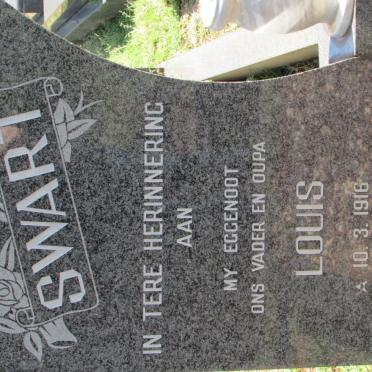 SWART
IN TERE HERINNERING
AAN
MY EGGENOOT
ONS VADER EN OUPA
LOUIS
☆ 10. 3. 1916